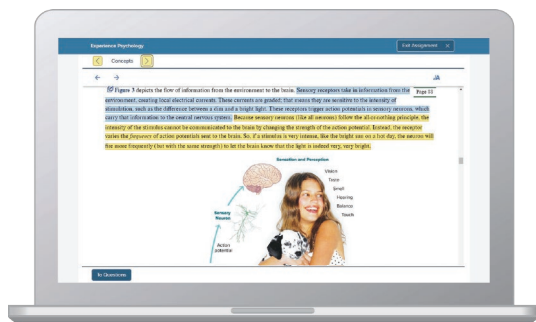 Experience Psychology
Exit Assignment X
Concepts
Figure 3 depicts the flow of information from the environment to the brain. Sensory receptors take in information from the
Page 53
environment, creating local electrical currents. These currents are graded; that means they are sensitive to the intensity of
stimulation, such as the difference between a dim and a bright light. These receptors trigger action potentials in sensory neurons, which
carry that information to the central nervous system. Because sensory neurons (like all neurons) follow the all-or-nothing principle, the
intensity of the stimulus cannot be communicated to the brain by changing the strength of the action potential. Instead, the receptor
varies the frequency of action potentials sent to the brain. So, if a stimulus is very intense, like the bright sun on a hot day, the neuron will
fire more frequently (but with the same strength) to let the brain know that the light is indeed very, very bright.
Sensation and Perception
Vision
Taste
Smell
Hearing
Balance
Touch
Sensory
Neuron
Action
potential
To Questions